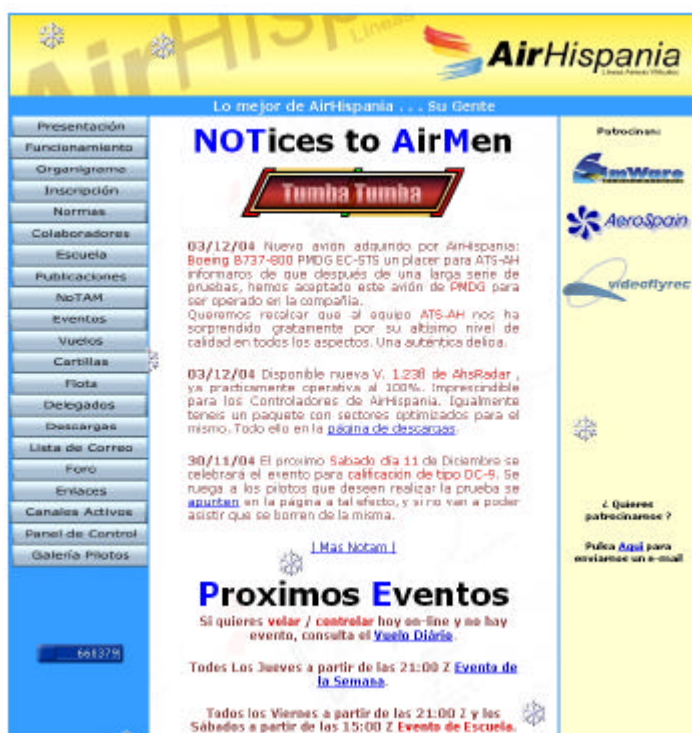 AirHispania
Líneas
AirHispania
Líneas Aéreas Virtuales
Lo mejor de AirHispania . . . Su Gente
Presentación
Funcionamiento
Organigrama
Inscripción
Normas
Colaboradores
Escuela
Publicaciones
NoTAM
Eventos
Vuelos
Cartillas
Flota
Delegados
Descargas
Lista de Correo
Foro
Enlaces
Canales Activos
Panel de Control
Galería Pilotos
NOTices to AirMen
Tumba Tumba
03/12/04 Nuevo avión adquirido por AirHispania:
Boeing B737-800 PMDG EC-STS un placer para ATS-AH
informaros de que después de una larga serie de
pruebas, hemos aceptado este avión de PMDG para
ser operado en la compañía.
Queremos recalcar que al equipo ATS-AH nos ha
sorprendido gratamente por su altísimo nivel de
calidad en todos los aspectos. Una auténtica delicia.
03/12/04 Disponible nueva V. 1.238 de AhsRadar ,
ya practicamente operativa al 100%. Imprescindible
para los Controladores de AirHispania. Igualmente
teneis un paquete con sectores optimizados para el
mismo. Todo ello en la página de descargas.
30/11/04 El proximo Sabado día 11 de Diciembre se
celebrará el evento para calificación de tipo DC-9. Se
ruega a los pilotos que deseen realizar la prueba se
apunten en la página a tal efecto, y si no van a poder
asistir que se borren de la misma.
| Mas Notam |
Proximos Eventos
Si quieres volar / controlar hoy on-line y no hay
evento, consulta el Vuelo Diário.
Todos Los Jueves a partir de las 21:00 Z Evento de
la Semana.
Todos los Viernes a partir de las 21:00 Z y los
Sábados a partir de las 15:00 Z Evento de Escuela.
Patrocinan:
SimWare
AeroSpain
videoflyrec
¿ Quieres
patrocinarnos ?
Pulsa Aqui para
enviarnos un e-mail